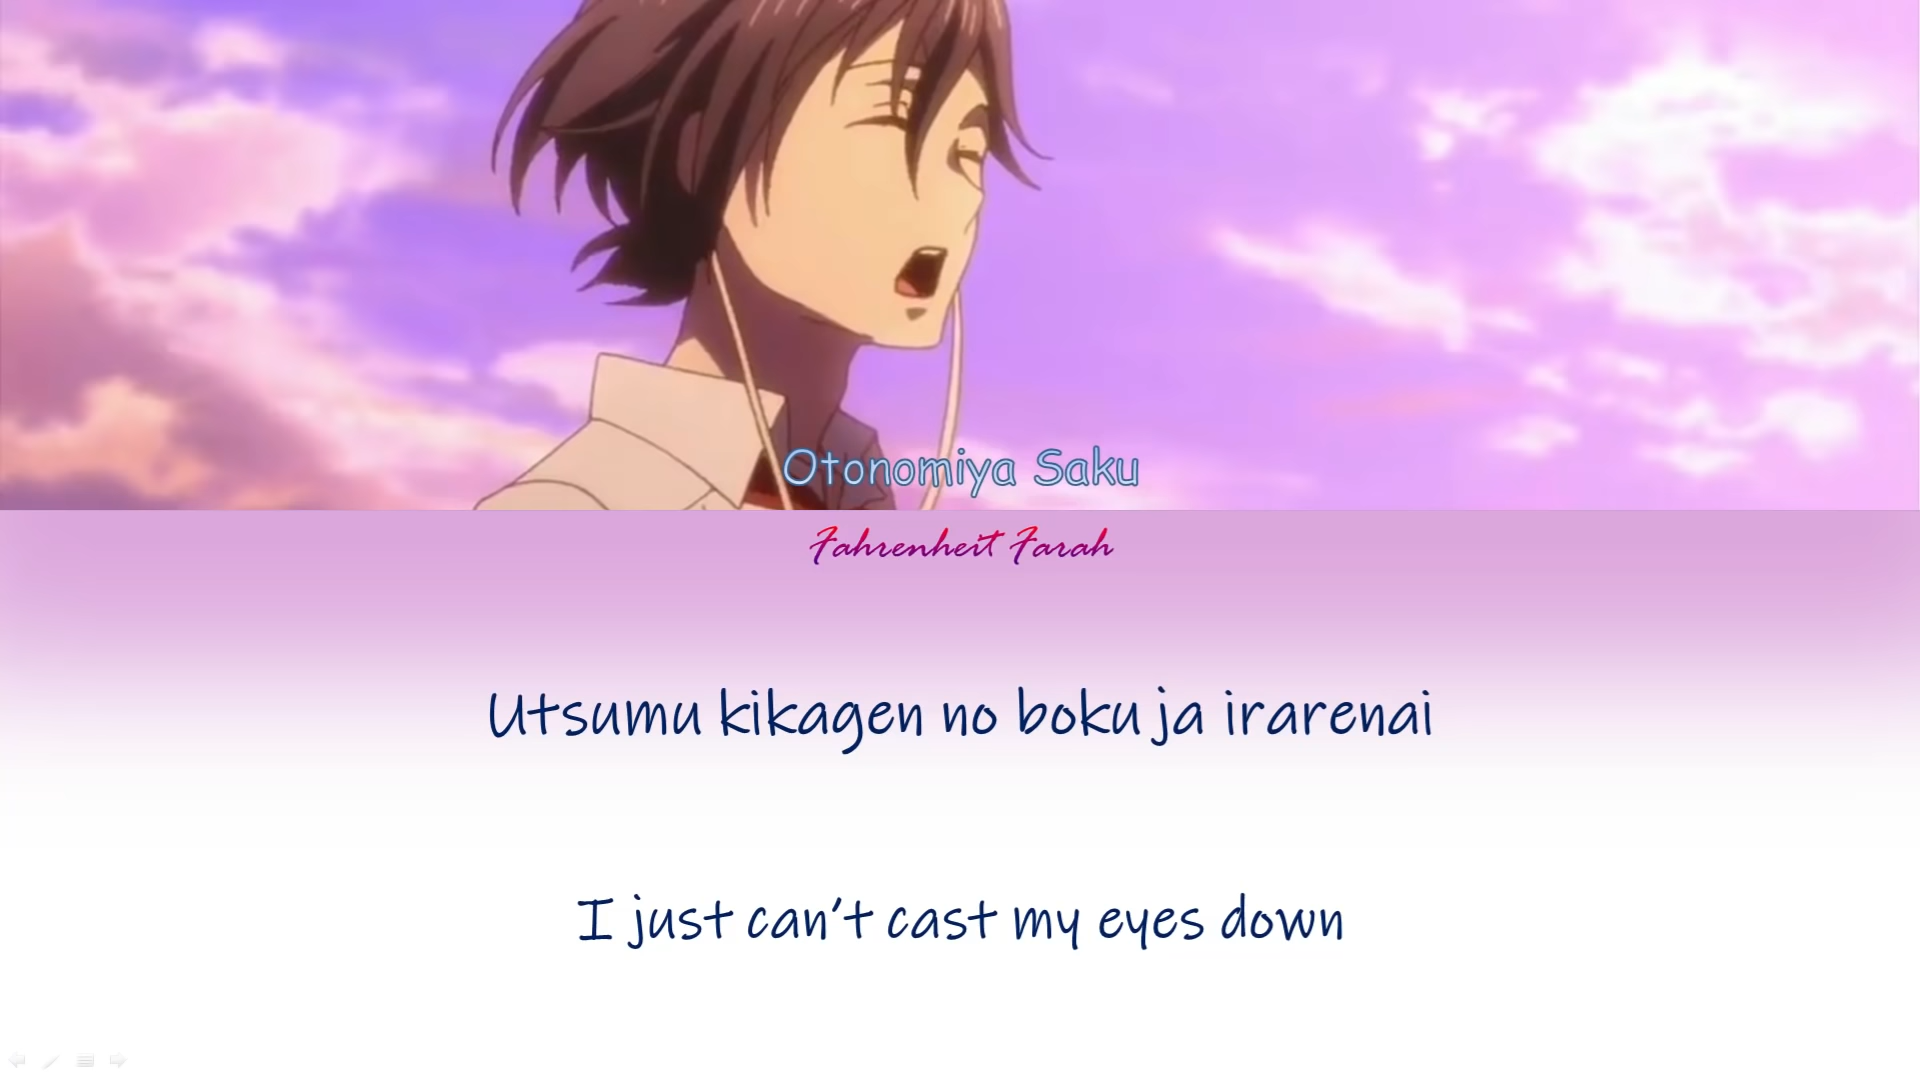 Otonomiya Saku
Fahrenheit Farah
Utsumu kikagen no boku ja irarenai
I just can't cast my eyes down